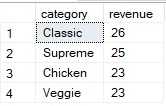 category revenue
1 Classic 26
2 Supreme 25
3 Chicken 23
4 Veggie 23